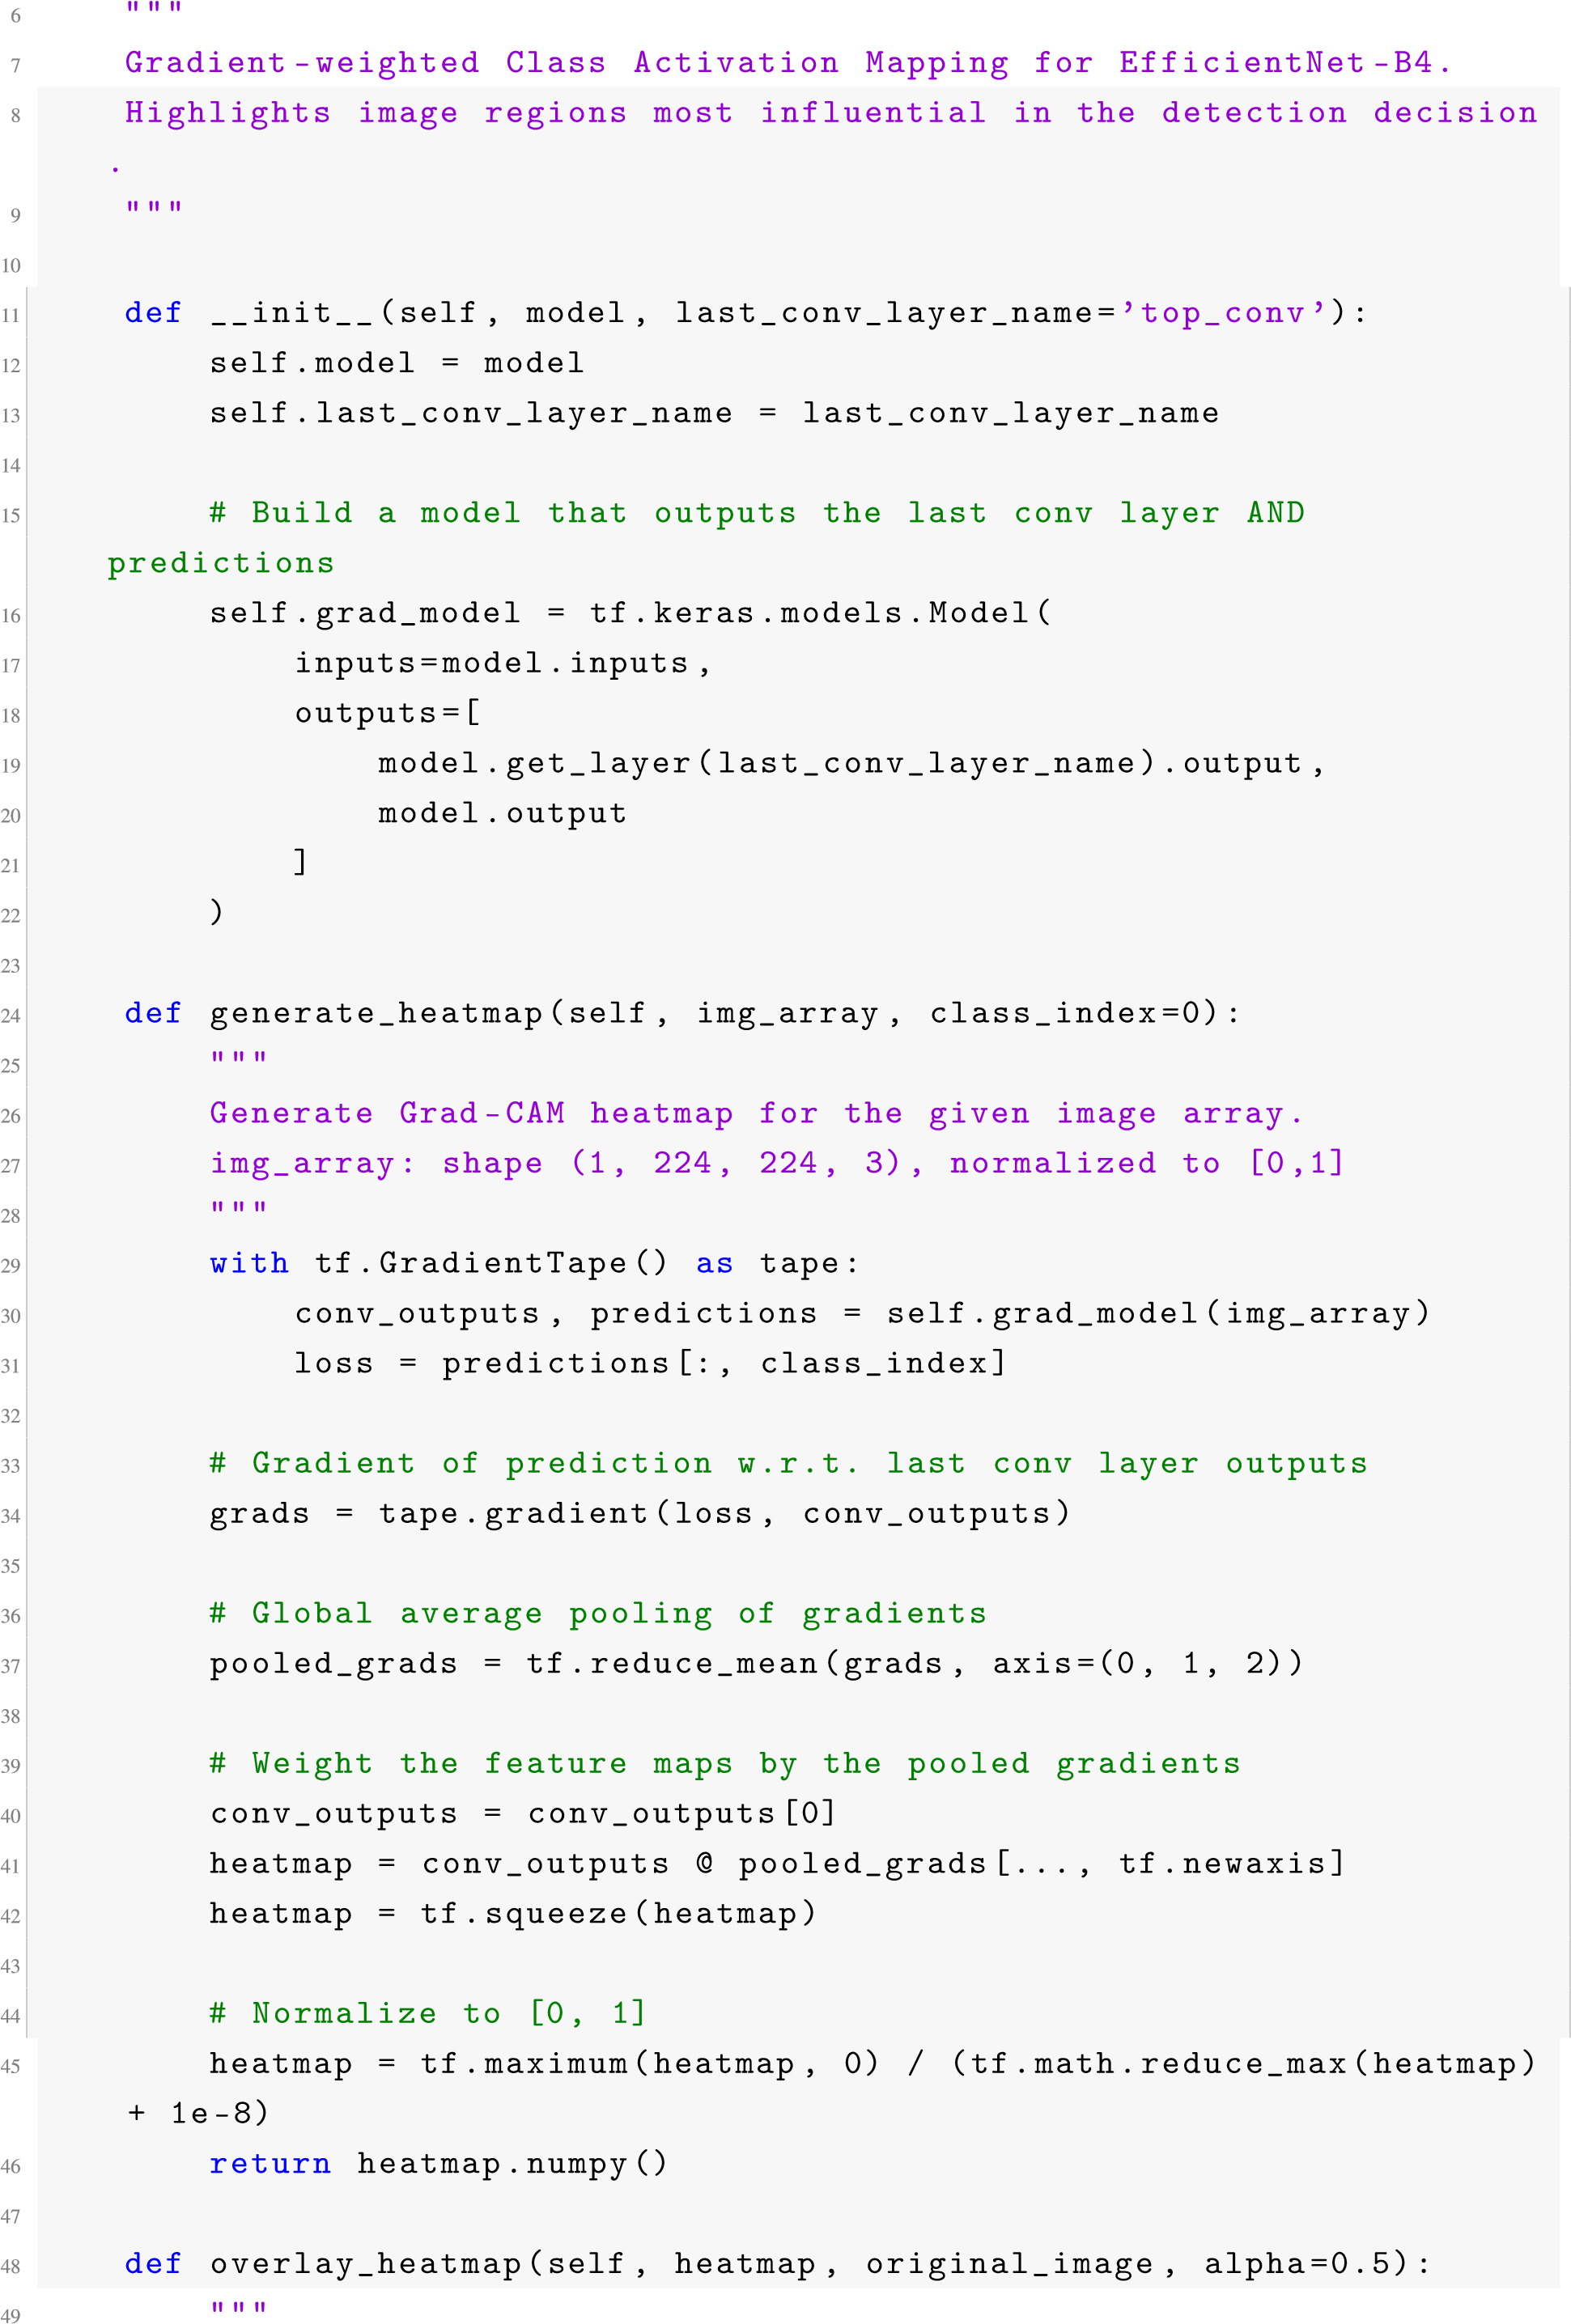 6 """
7 Gradient-weighted Class Activation Mapping for EfficientNet-B4.
8 Highlights image regions most influential in the detection decision
.
9 """
10
11 def __init__(self, model, last_conv_layer_name='top_conv'):
12 self.model = model
13 self.last_conv_layer_name = last_conv_layer_name
14
15 # Build a model that outputs the last conv layer AND
predictions
16 self.grad_model = tf.keras.models.Model(
17 inputs=model.inputs,
18 outputs=[
19 model.get_layer(last_conv_layer_name).output,
20 model.output
21 ]
22 )
23
24 def generate_heatmap(self, img_array, class_index=0):
25 """
26 Generate Grad-CAM heatmap for the given image array.
27 img_array: shape (1, 224, 224, 3), normalized to [0,1]
28 """
29 with tf.GradientTape() as tape:
30 conv_outputs, predictions = self.grad_model(img_array)
31 loss = predictions[:, class_index]
32
33 # Gradient of prediction w.r.t. last conv layer outputs
34 grads = tape.gradient(loss, conv_outputs)
35
36 # Global average pooling of gradients
37 pooled_grads = tf.reduce_mean(grads, axis=(0, 1, 2))
38
39 # Weight the feature maps by the pooled gradients
40 conv_outputs = conv_outputs[0]
41 heatmap = conv_outputs @ pooled_grads[..., tf.newaxis]
42 heatmap = tf.squeeze(heatmap)
43
44 # Normalize to [0, 1]
45 heatmap = tf.maximum(heatmap, 0) / (tf.math.reduce_max(heatmap)
+ 1e-8)
46 return heatmap.numpy()
47
48 def overlay_heatmap(self, heatmap, original_image, alpha=0.5):
49 """